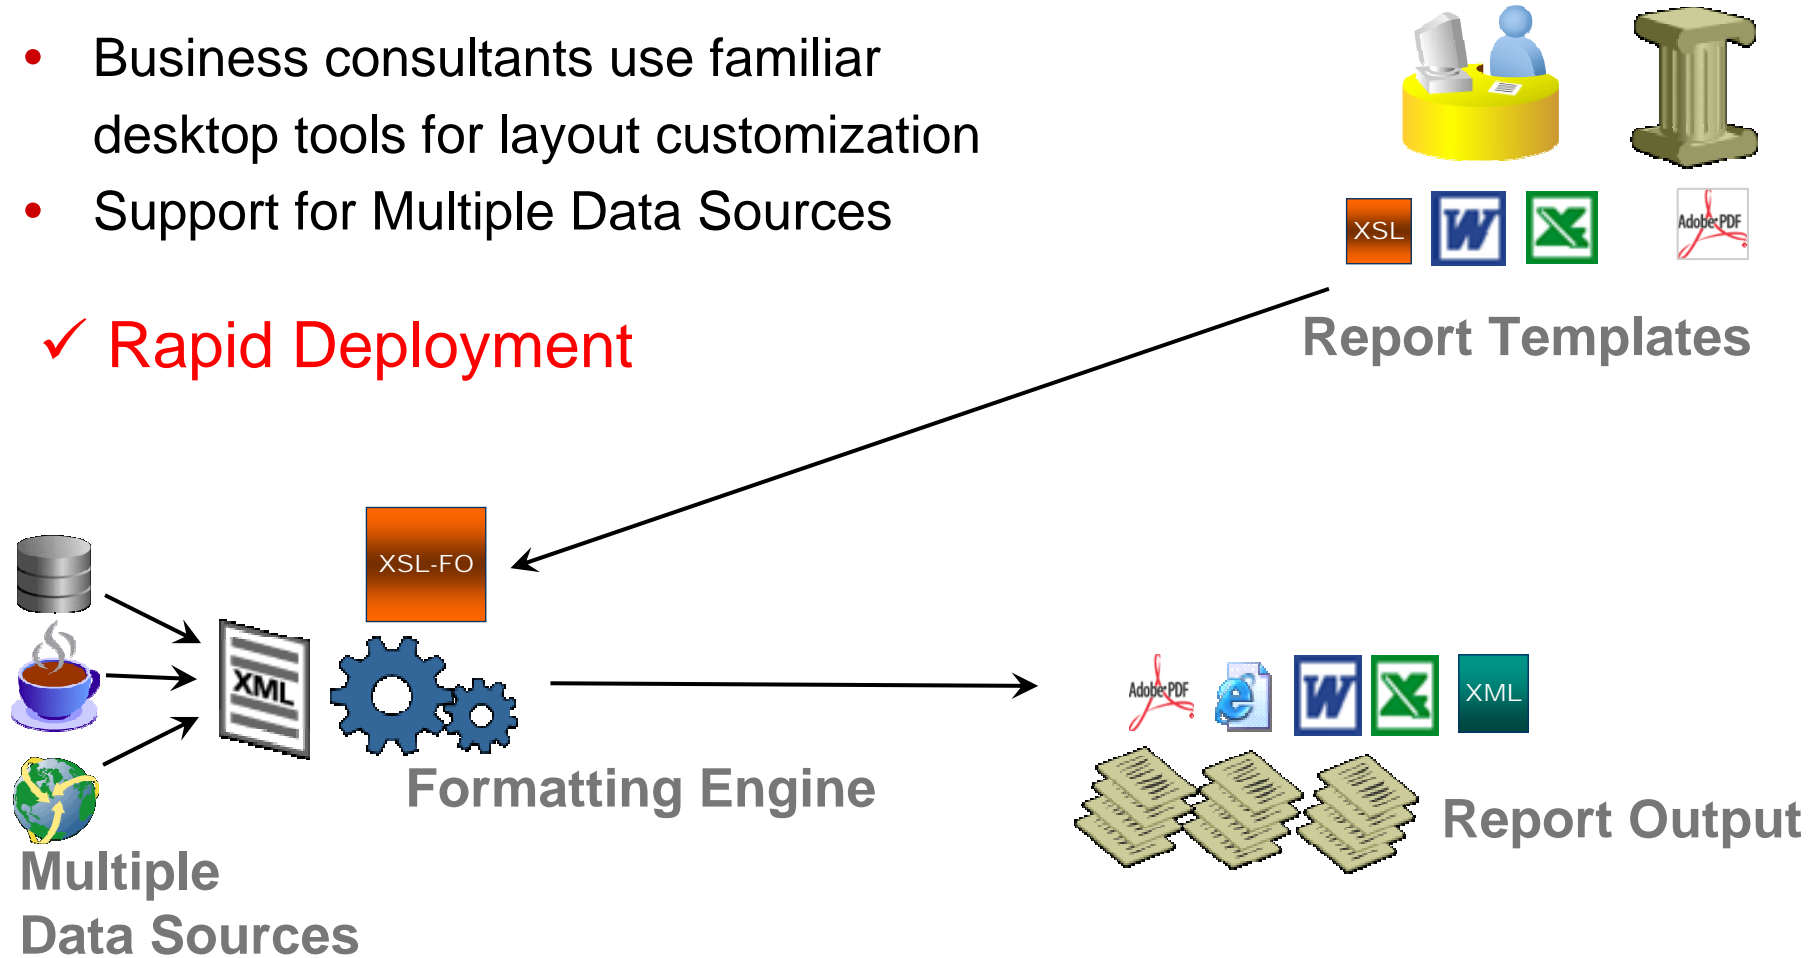 • Business consultants use familiar
desktop tools for layout customization
• Support for Multiple Data Sources
✓ Rapid Deployment
XSL
W
X
Adobe PDF
Report Templates
XSL-FO
XML
Formatting Engine
Multiple
Data Sources
Adobe PDF
e
W
X
XML
Report Output